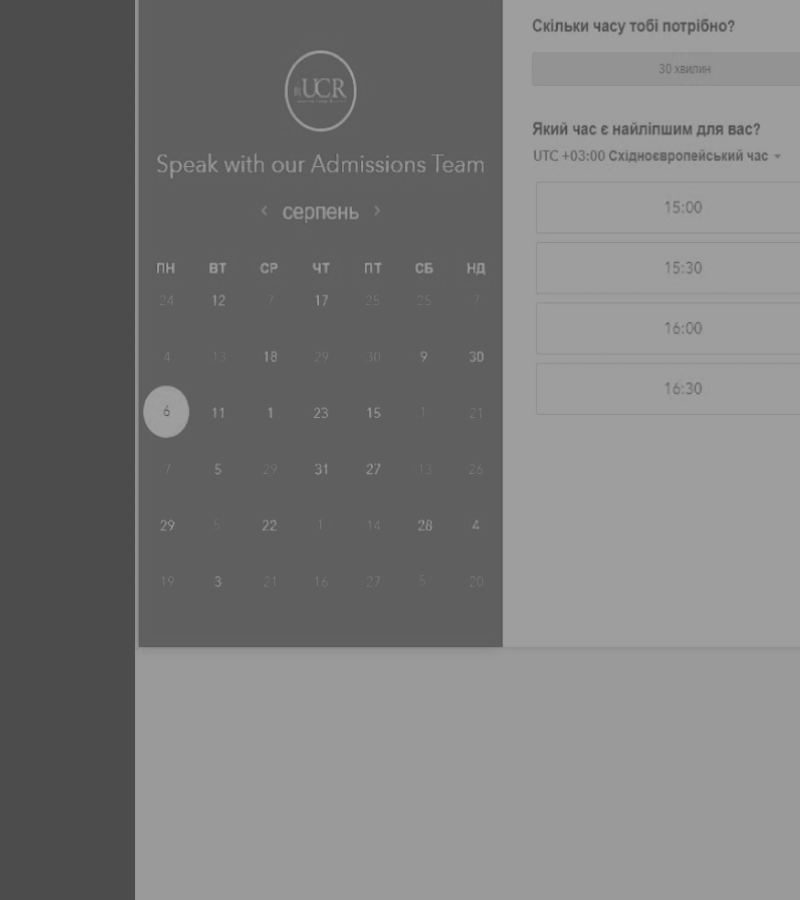 UCR
Speak with our Admissions Team
серпень
ПН ВТ СР ЧТ ПТ СБ НД
24 12 7 17 25 25 7
4 13 18 29 30 9 30
6 11 1 23 15 1 21
7 5 29 31 27 13 26
29 5 22 1 14 28 4
19 3 21 16 27 5 20
Скільки часу тобі потрібно?
30 хвилин
Який час є найліпшим для вас?
UTC +03:00 Східноєвропейський час
15:00
15:30
16:00
16:30